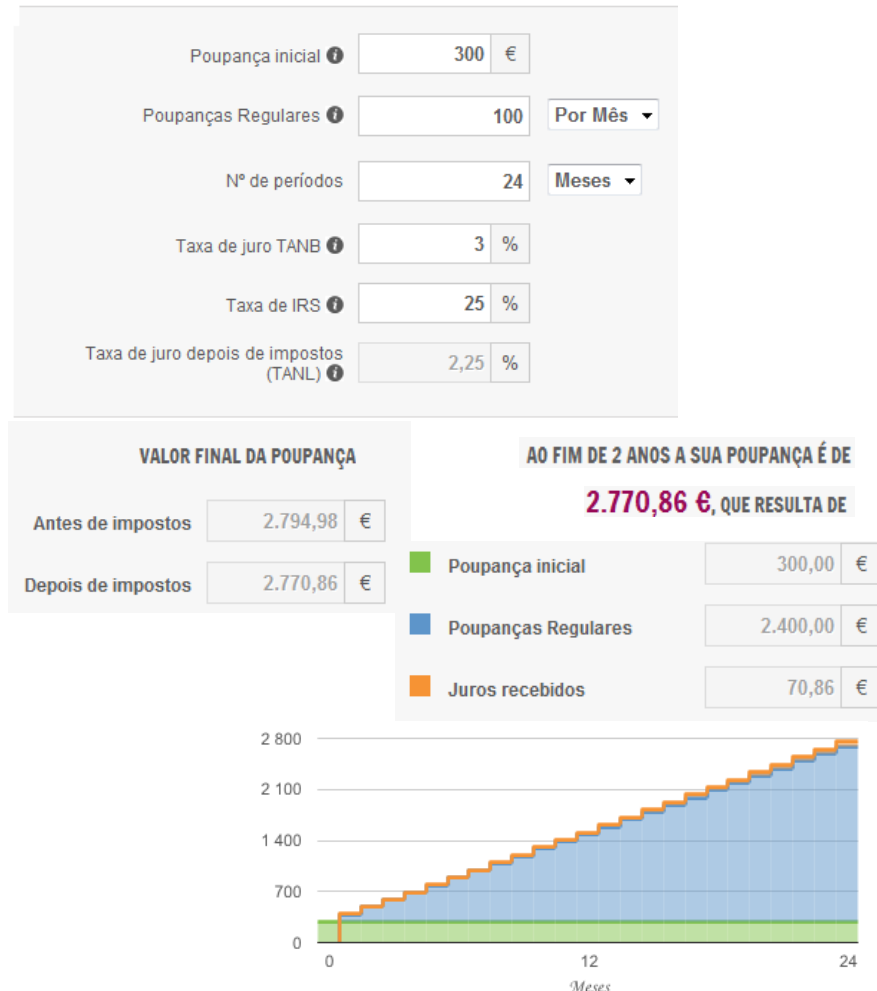 Poupança inicial 300 €
Poupanças Regulares 100 Por Mês
Nº de períodos 24 Meses
Taxa de juro TANB 3 %
Taxa de IRS 25 %
Taxa de juro depois de impostos
(TANL) 2,25 %
VALOR FINAL DA POUPANÇA
Antes de impostos 2.794,98 €
Depois de impostos 2.770,86 €
AO FIM DE 2 ANOS A SUA POUPANÇA É DE
2.770,86 €, QUE RESULTA DE
Poupança inicial 300,00 €
Poupanças Regulares 2.400,00 €
Juros recebidos 70,86 €
2 800
2 100
1 400
700
0
0 12 24
Meses